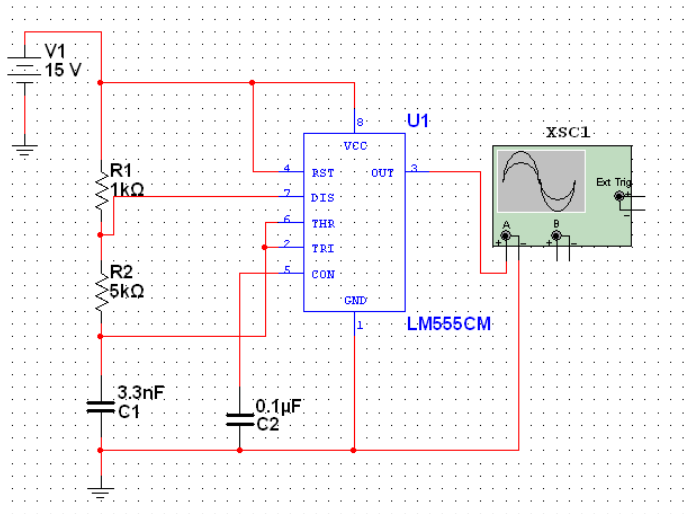 V1
15 V
U1
8
VCC
XSC1
R1
1kΩ
4 RST OUT 3
7 DIS
6 THR
2 TRI
5 CON
GND
1
LM555CM
Ext Trig
+
−
A
B
+ − + −
R2
5kΩ
3.3nF
C1
0.1µF
C2